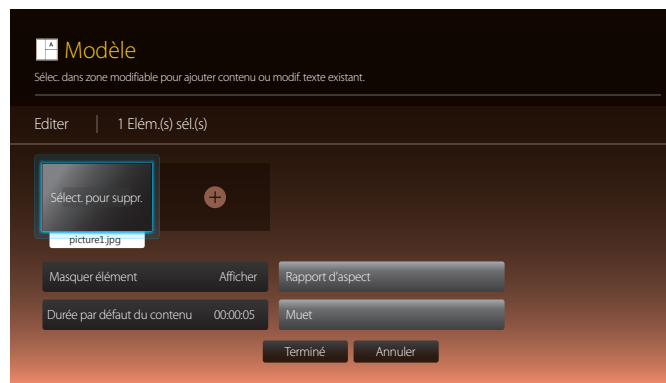 A
Modèle
Sélec. dans zone modifiable pour ajouter contenu ou modif. texte existant.
Editer | 1 Elém.(s) sél.(s)
Sélect. pour suppr. +
picture1.jpg
Masquer élément Afficher Rapport d'aspect
Durée par défaut du contenu 00:00:05 Muet
Terminé Annuler